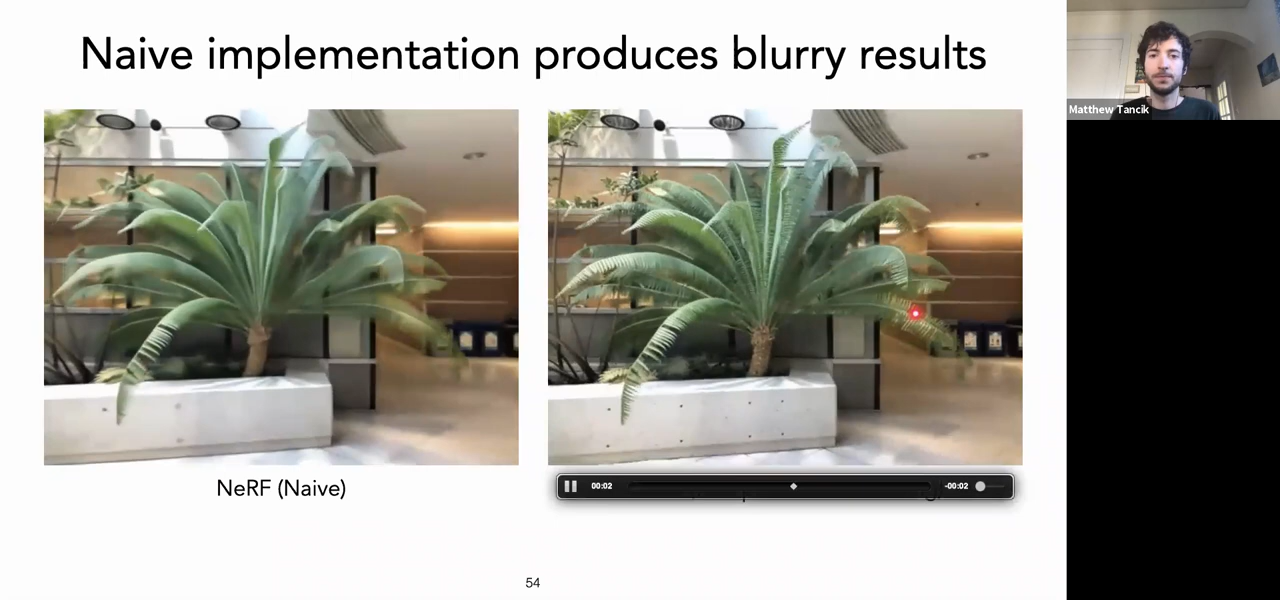 Naive implementation produces blurry results
Matthew Tancik
NeRF (Naive)
00:02
-00:02
54